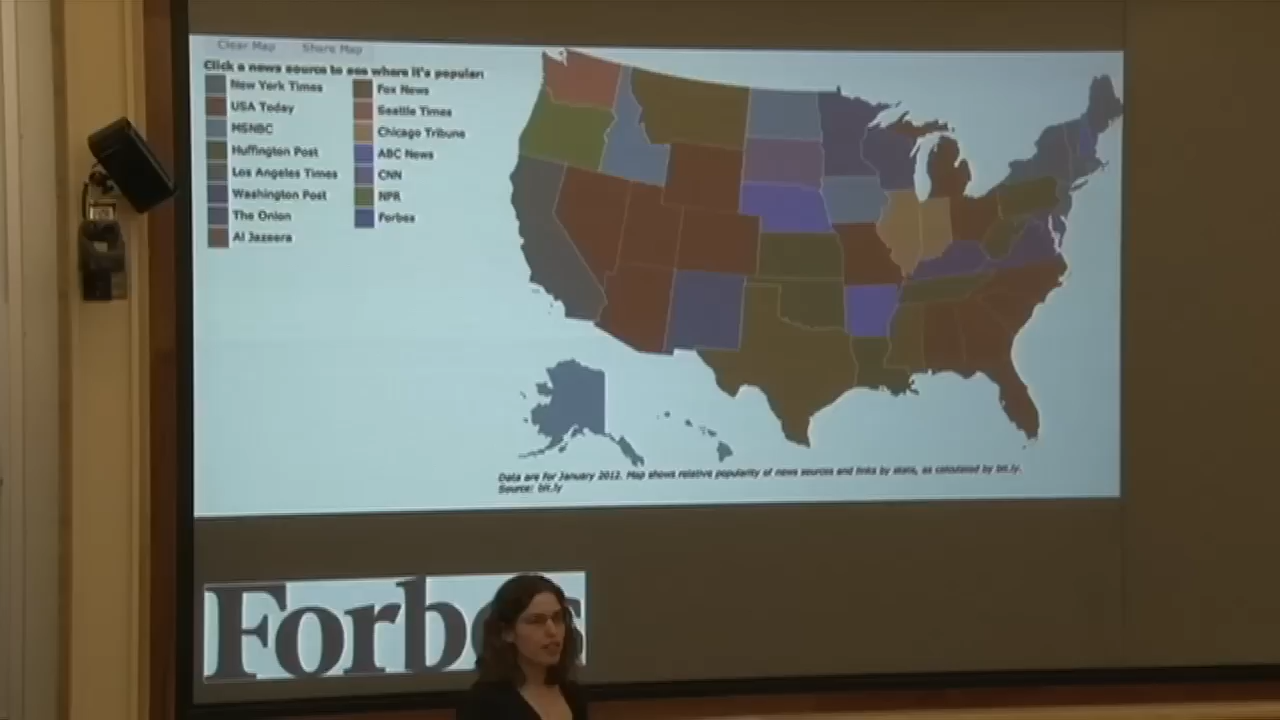 Clear Map Share Map
Click a news source to see where it's popular:
New York Times
USA Today
MSNBC
Huffington Post
Los Angeles Times
Washington Post
The Onion
Al Jazeera
Fox News
Seattle Times
Chicago Tribune
ABC News
CNN
NPR
Forbes
Data are for January 2012. Map shows relative popularity of news sources and links by state, as calculated by bit.ly.
Source: bit.ly
Forbes